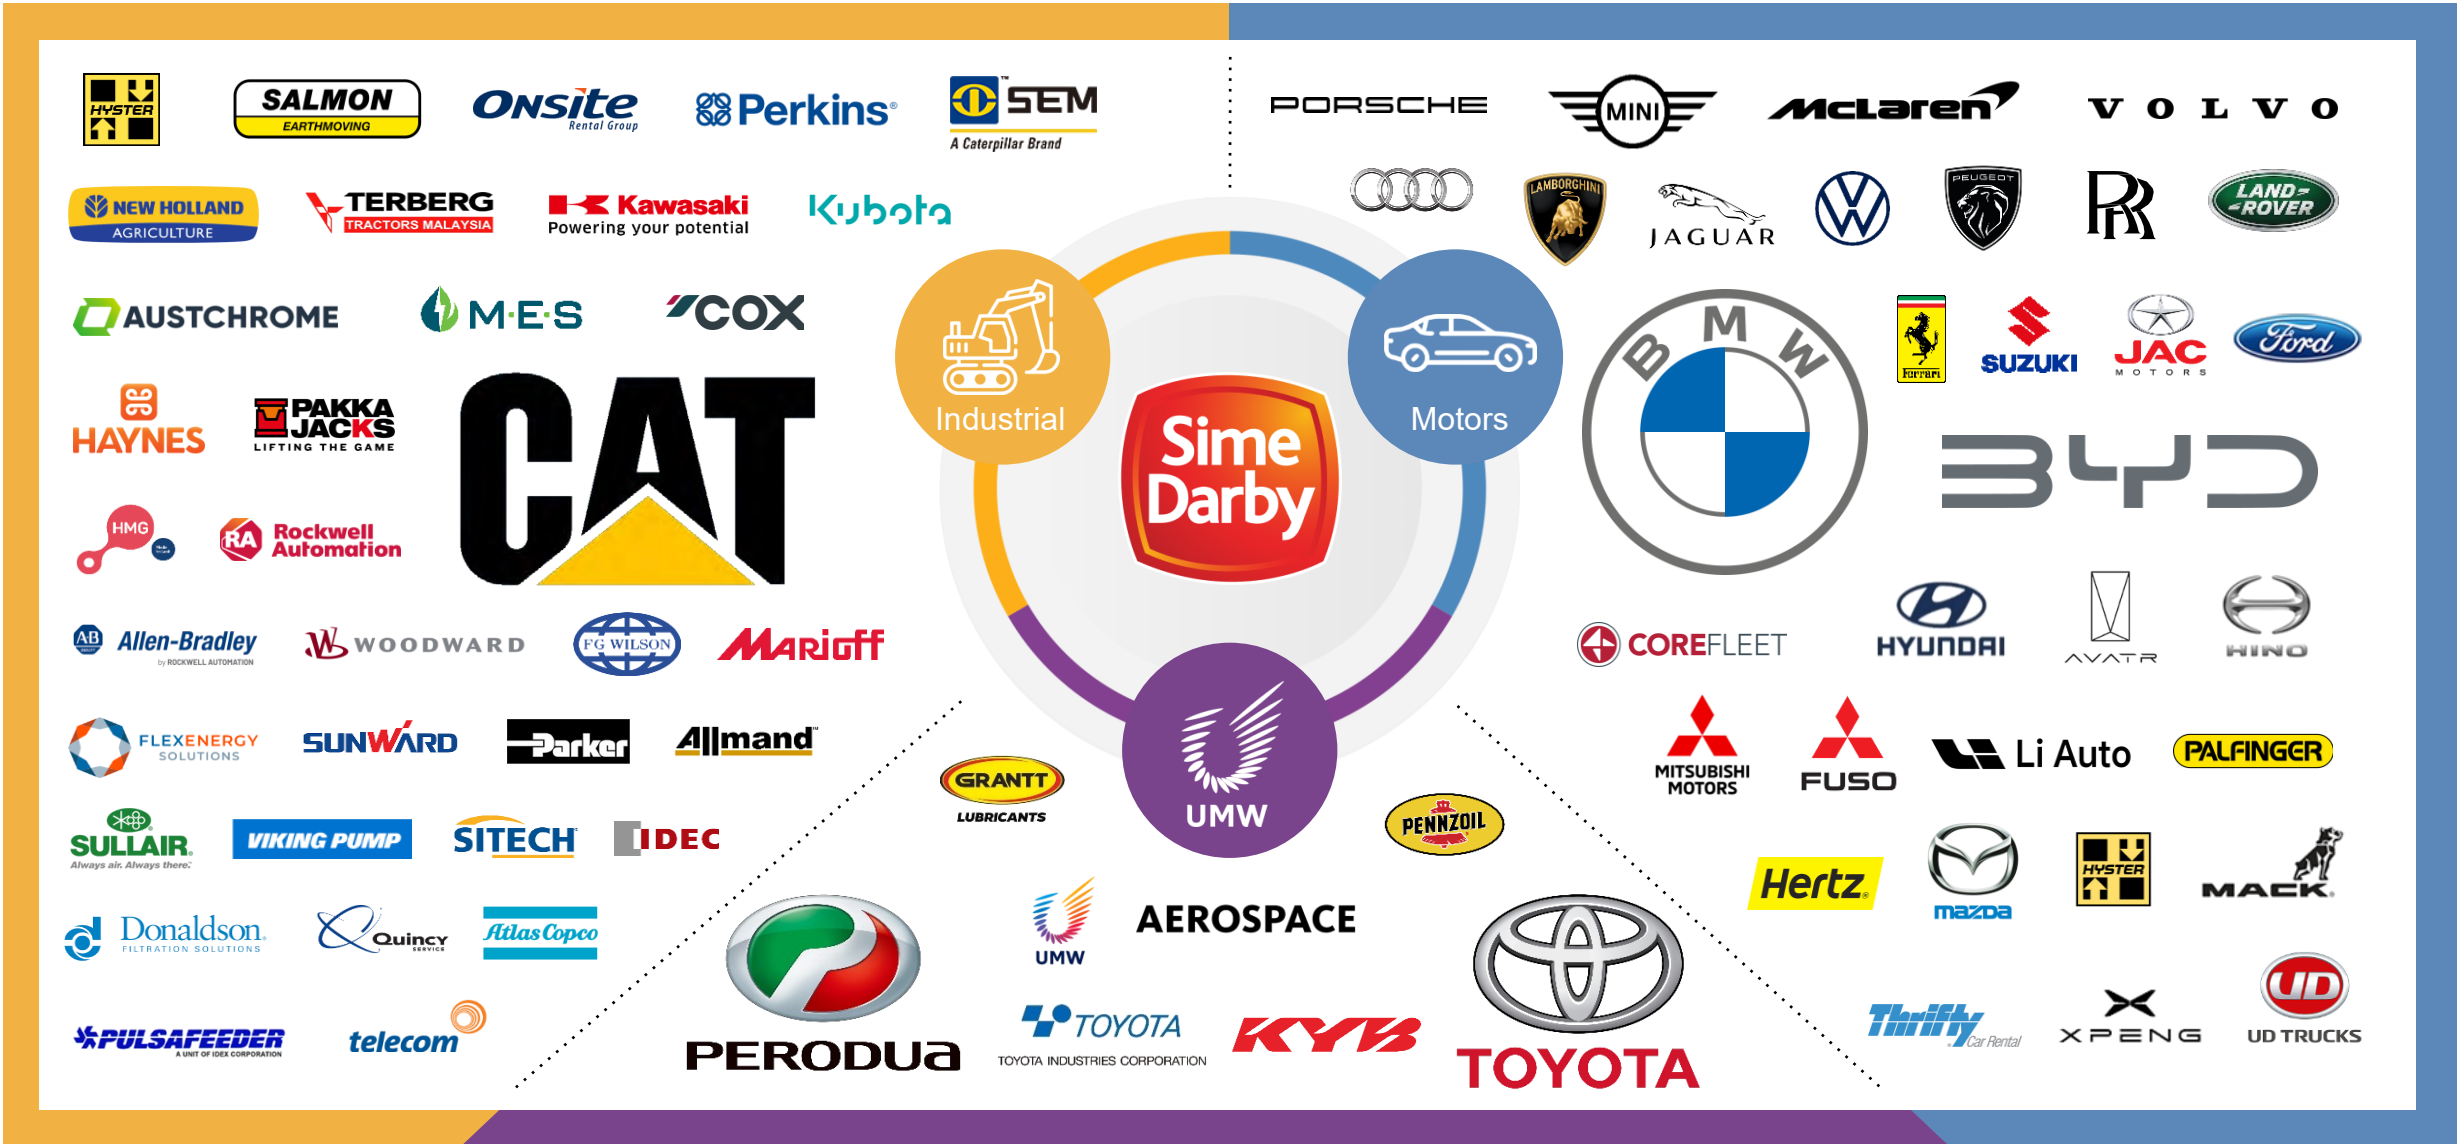 HYSTER
SALMON
EARTHMOVING
ONSITE
Rental Group
Perkins®
SEM™
A Caterpillar Brand
NEW HOLLAND
AGRICULTURE
TERBERG
TRACTORS MALAYSIA
Kawasaki
Powering your potential
Kubota
AUSTCHROME
M·E·S
COX
HAYNES
PAKKA
JACKS
LIFTING THE GAME
CAT
HMG
RA
Rockwell
Automation
A-B
Allen-Bradley
by ROCKWELL AUTOMATION
WOODWARD
FG WILSON
Marioff
FLEXENERGY
SOLUTIONS
SUNWARD
Parker
Allmand™
SULLAIR®
Always air. Always there.
VIKING PUMP
SITECH
IDEC
Donaldson®
FILTRATION SOLUTIONS
Quincy
SERVICE
Atlas Copco
PULSAFEEDER
A UNIT OF IDEX CORPORATION
telecom
Industrial
Sime
Darby
Motors
UMW
PORSCHE
MINI
McLaren
VOLVO
LAMBORGHINI
JAGUAR
VW
PEUGEOT
RR
LAND-
-ROVER
BMW
Ferrari
SUZUKI
JAC
MOTORS
Ford
BYD
COREFLEET
HYUNDAI
AVATR
HINO
MITSUBISHI
MOTORS
FUSO
Li Auto
PALFINGER
Hertz®
mazda
HYSTER
MACK®
Thrifty
Car Rental
XPENG
UD
UD TRUCKS
GRANTT
LUBRICANTS
PENNZOIL
PERODUA
UMW
AEROSPACE
TOYOTA
TOYOTA INDUSTRIES CORPORATION
KYB
TOYOTA